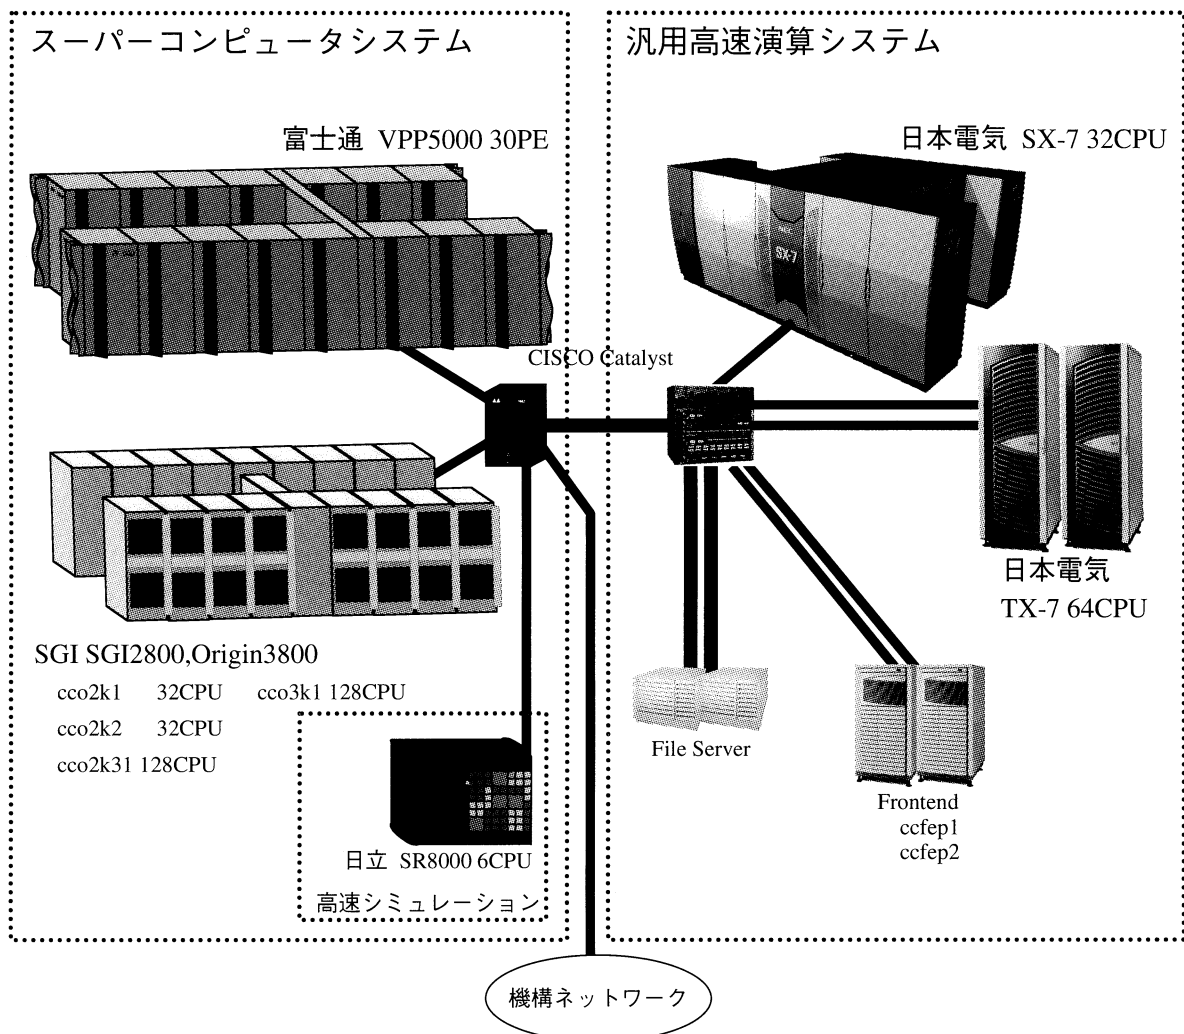 スーパーコンピュータシステム
富士通 VPP5000 30PE
SGI SGI2800,Origin3800
cco2k1 32CPU cco3k1 128CPU
cco2k2 32CPU
cco2k31 128CPU
日立 SR8000 6CPU
高速シミュレーション
CISCO Catalyst
汎用高速演算システム
日本電気 SX-7 32CPU
SX-7
日本電気
TX-7 64CPU
File Server
Frontend
ccfep1
ccfep2
機構ネットワーク